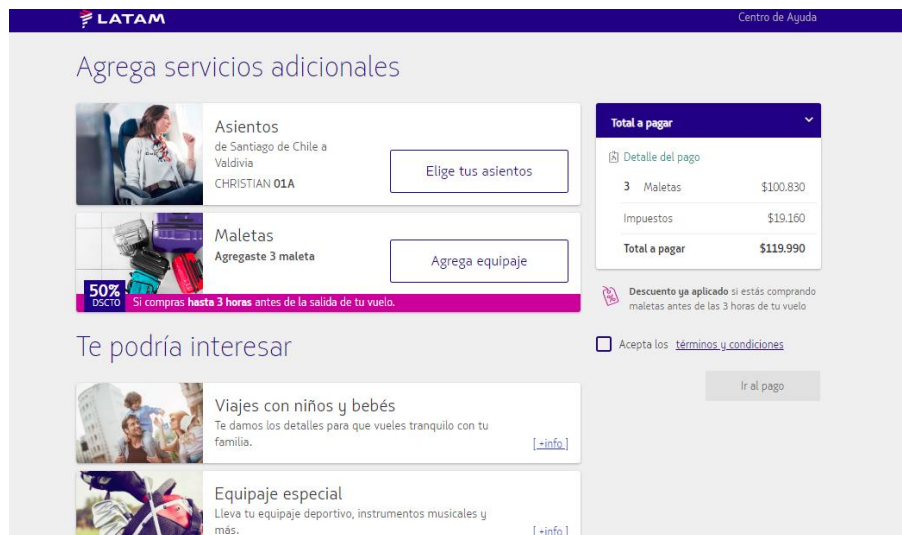 LATAM
Centro de Ayuda
Agrega servicios adicionales
Asientos
de Santiago de Chile a
Valdivia
CHRISTIAN 01A
Elige tus asientos
Maletas
Agregaste 3 maleta
Agrega equipaje
50%
DSCTO
Si compras hasta 3 horas antes de la salida de tu vuelo.
Total a pagar
Detalle del pago
3 Maletas $100.830
Impuestos $19.160
Total a pagar $119.990
Descuento ya aplicado si estás comprando
maletas antes de las 3 horas de tu vuelo
Acepta los términos y condiciones
Ir al pago
Te podría interesar
Viajes con niños y bebés
Te damos los detalles para que vueles tranquilo con tu
familia.
[ +info ]
Equipaje especial
Lleva tu equipaje deportivo, instrumentos musicales y
más.
[ +info ]